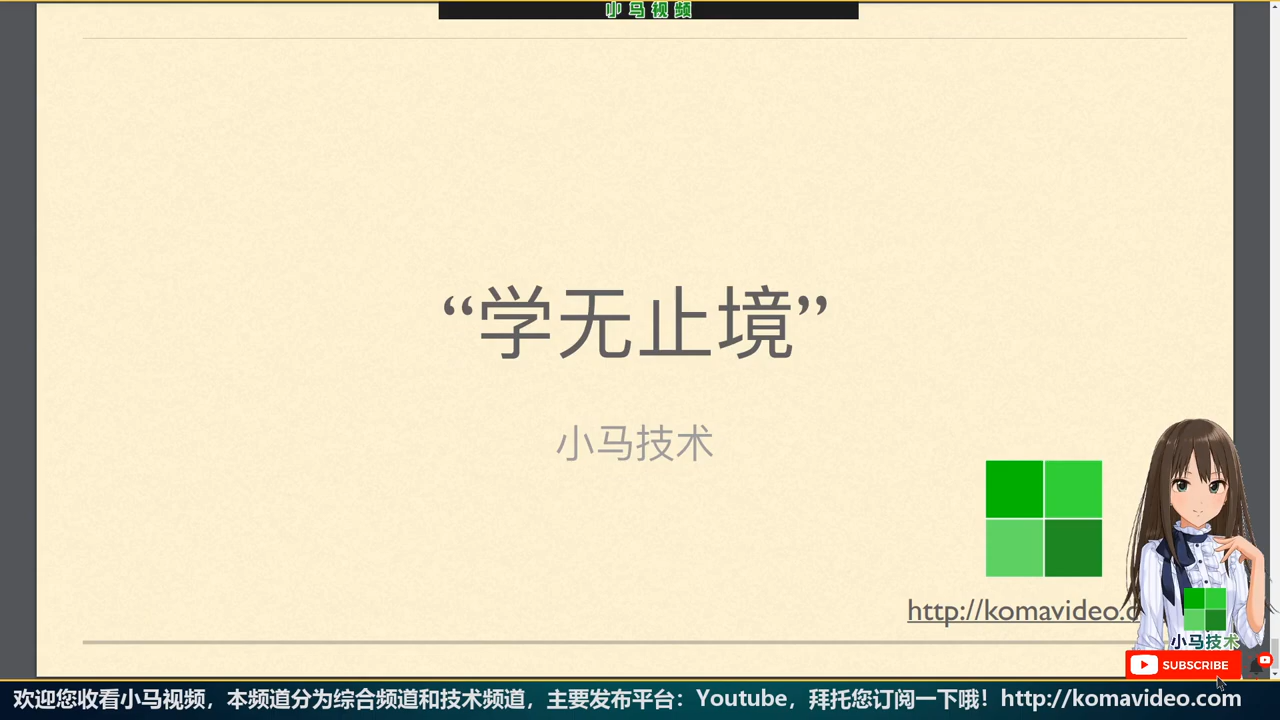 小马视频
“学无止境”
小马技术
http://komavideo.c
小马技术
SUBSCRIBE
欢迎您收看小马视频，本频道分为综合频道和技术频道，主要发布平台：Youtube，拜托您订阅一下哦！http://komavideo.com